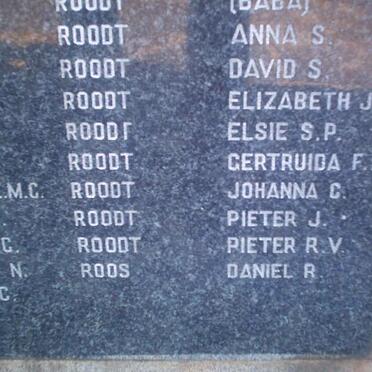 ROODT (BABA)
ROODT ANNA S.
ROODT DAVID S.
ROODT ELIZABETH J
ROODT ELSIE S.P.
ROODT GERTRUIDA F.
.M.C. ROODT JOHANNA C.
. ROODT PIETER J.
C. ROODT PIETER R.V.
N. ROOS DANIEL R.
C.